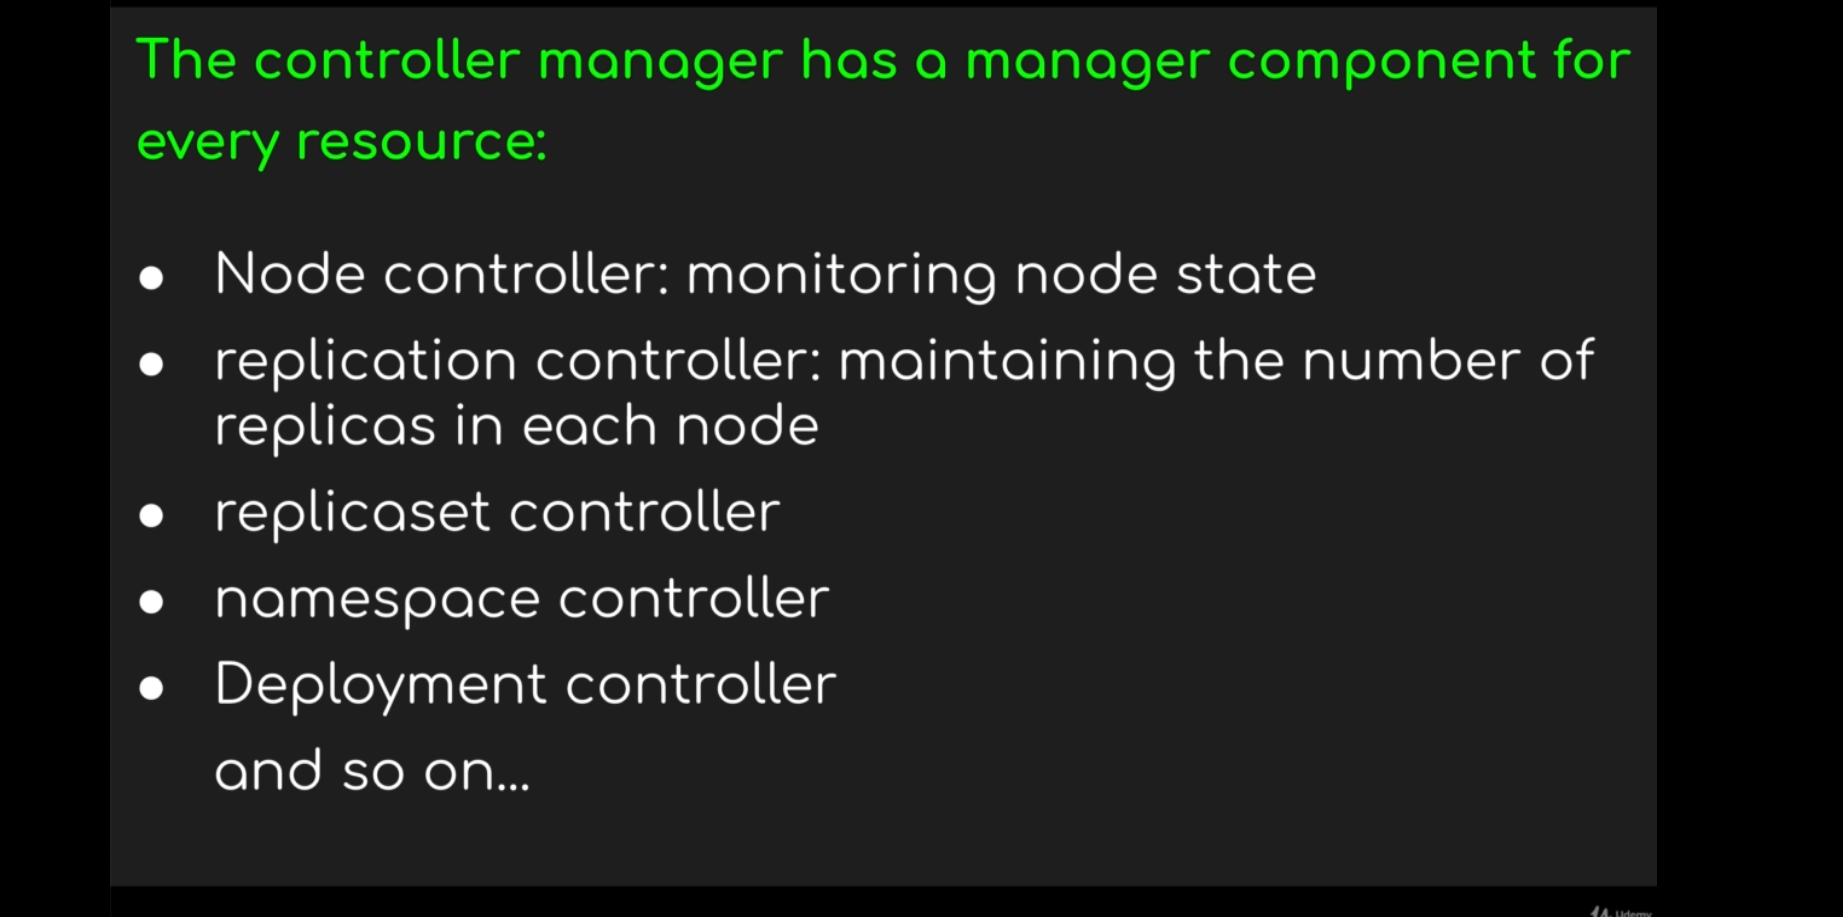 The controller manager has a manager component for
every resource:
● Node controller: monitoring node state
● replication controller: maintaining the number of
replicas in each node
● replicaset controller
● namespace controller
● Deployment controller
and so on...
Udemy